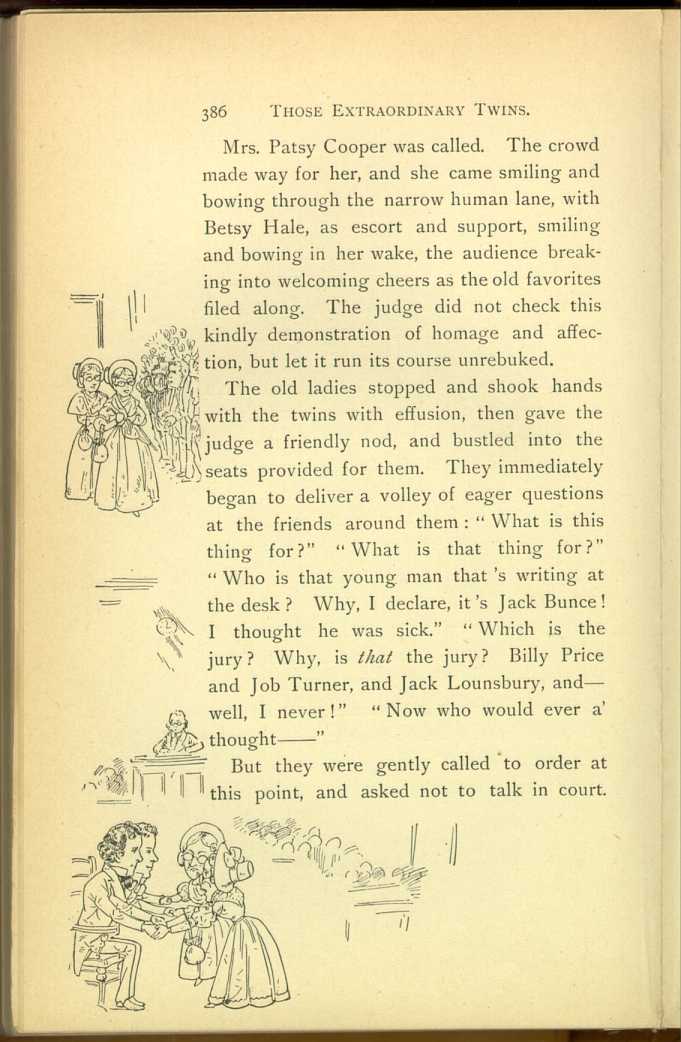 386 THOSE EXTRAORDINARY TWINS.
Mrs. Patsy Cooper was called. The crowd
made way for her, and she came smiling and
bowing through the narrow human lane, with
Betsy Hale, as escort and support, smiling
and bowing in her wake, the audience break-
ing into welcoming cheers as the old favorites
filed along. The judge did not check this
kindly demonstration of homage and affec-
tion, but let it run its course unrebuked.
The old ladies stopped and shook hands
with the twins with effusion, then gave the
judge a friendly nod, and bustled into the
seats provided for them. They immediately
began to deliver a volley of eager questions
at the friends around them: “What is this
thing for?” “What is that thing for?”
“Who is that young man that 's writing at
the desk? Why, I declare, it 's Jack Bunce!
I thought he was sick.” “Which is the
jury? Why, is that the jury? Billy Price
and Job Turner, and Jack Lounsbury, and—
well, I never!” “Now who would ever a’
thought——”
But they were gently called to order at
this point, and asked not to talk in court.